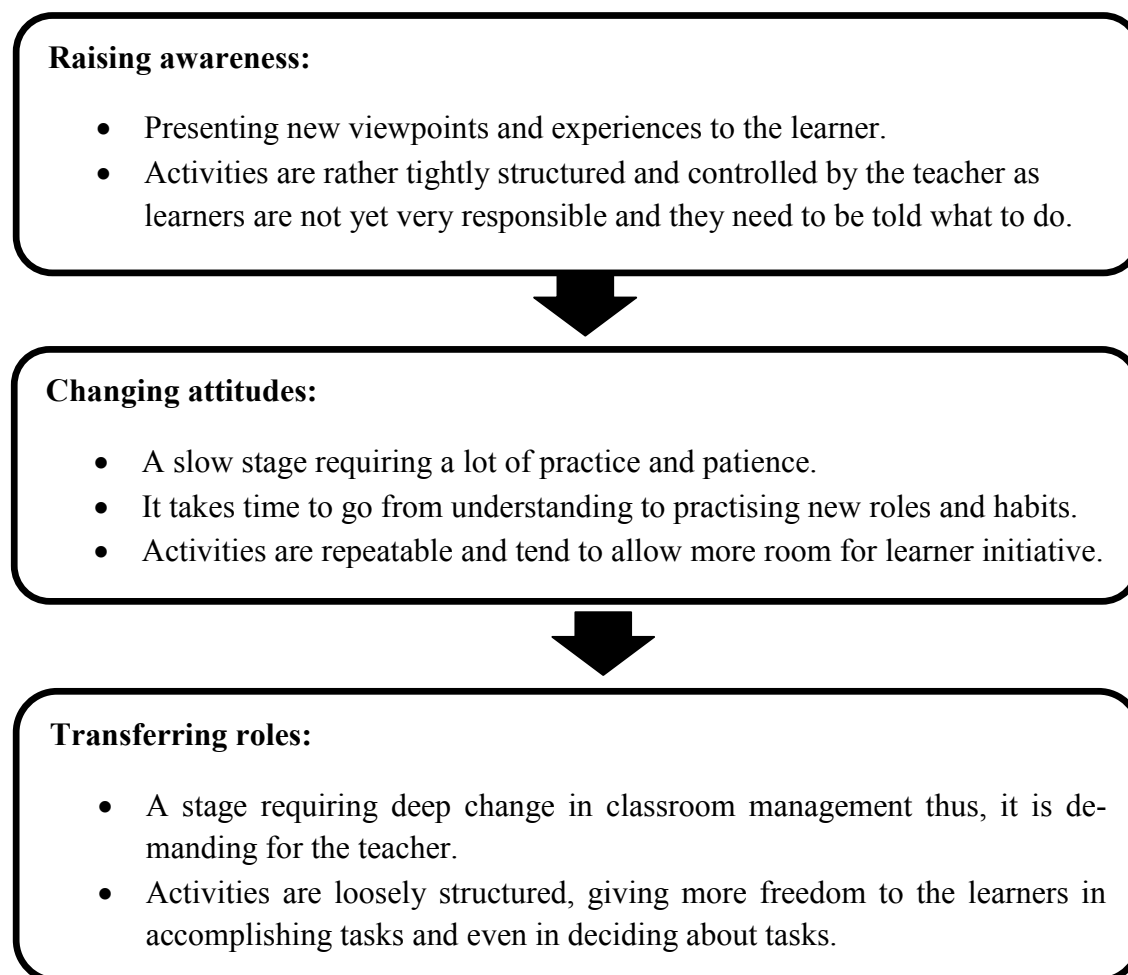 Raising awareness:
• Presenting new viewpoints and experiences to the learner.
• Activities are rather tightly structured and controlled by the teacher as
learners are not yet very responsible and they need to be told what to do.
Changing attitudes:
• A slow stage requiring a lot of practice and patience.
• It takes time to go from understanding to practising new roles and habits.
• Activities are repeatable and tend to allow more room for learner initiative.
Transferring roles:
• A stage requiring deep change in classroom management thus, it is de-
manding for the teacher.
• Activities are loosely structured, giving more freedom to the learners in
accomplishing tasks and even in deciding about tasks.